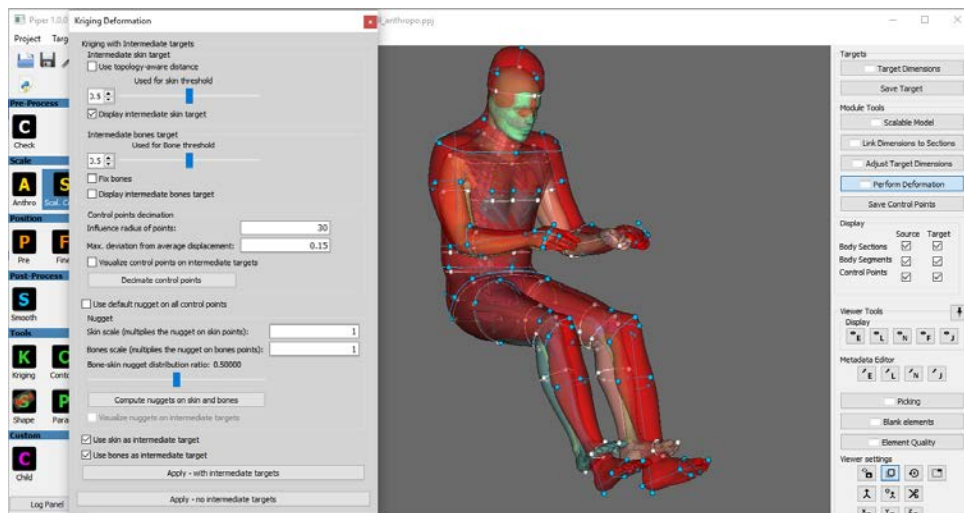 Piper 1.0.0
_anthropo.ppj
Project Targ
Kriging Deformation
Kriging with Intermediate targets
Intermediate skin target
Use topology-aware distance
Used for skin threshold
0.5
Display intermediate skin target
Intermediate bones target
Used for Bone threshold
0.5
Fix bones
Display intermediate bones target
Control points decimation
Influence radius of points: 30
Max. deviation from average displacement: 0.15
Visualize control points on intermediate targets
Decimate control points
Use default nugget on all control points
Nugget
Skin scale (multiplies the nugget on skin points): 1
Bones scale (multiplies the nugget on bones points): 1
Bone-skin nugget distribution ratio: 0.50000
Compute nuggets on skin and bones
Visualize nuggets on intermediate targets
Use skin as intermediate target
Use bones as intermediate target
Apply - with intermediate targets
Apply - no intermediate targets
Pre-Process
C
Check
Scale
A S
Anthro Scal. C
Position
P F
Pre Fine
Post-Process
S
Smooth
Tools
K C
Kriging Conto
S P
Shape Para
Custom
C
Child
Log Panel
Targets
Target Dimensions
Save Target
Module Tools
Scalable Model
Link Dimensions to Sections
Adjust Target Dimensions
Perform Deformation
Save Control Points
Display
Source Target
Body Sections
Body Segments
Control Points
Viewer Tools
Display
E L N F J
Metadata Editor
E L N J
Picking
Blank elements
Element Quality
Viewer settings